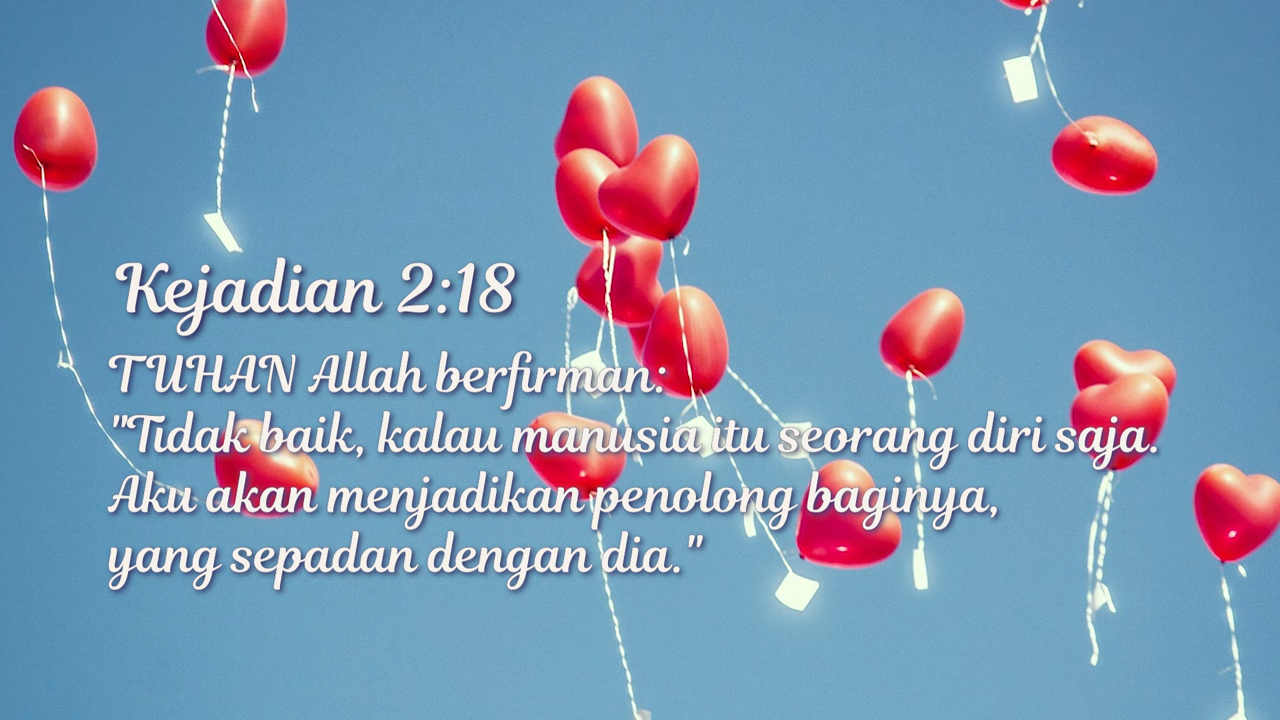 Kejadian 2:18
TUHAN Allah berfirman:
"Tidak baik, kalau manusia itu seorang diri saja.
Aku akan menjadikan penolong baginya,
yang sepadan dengan dia."